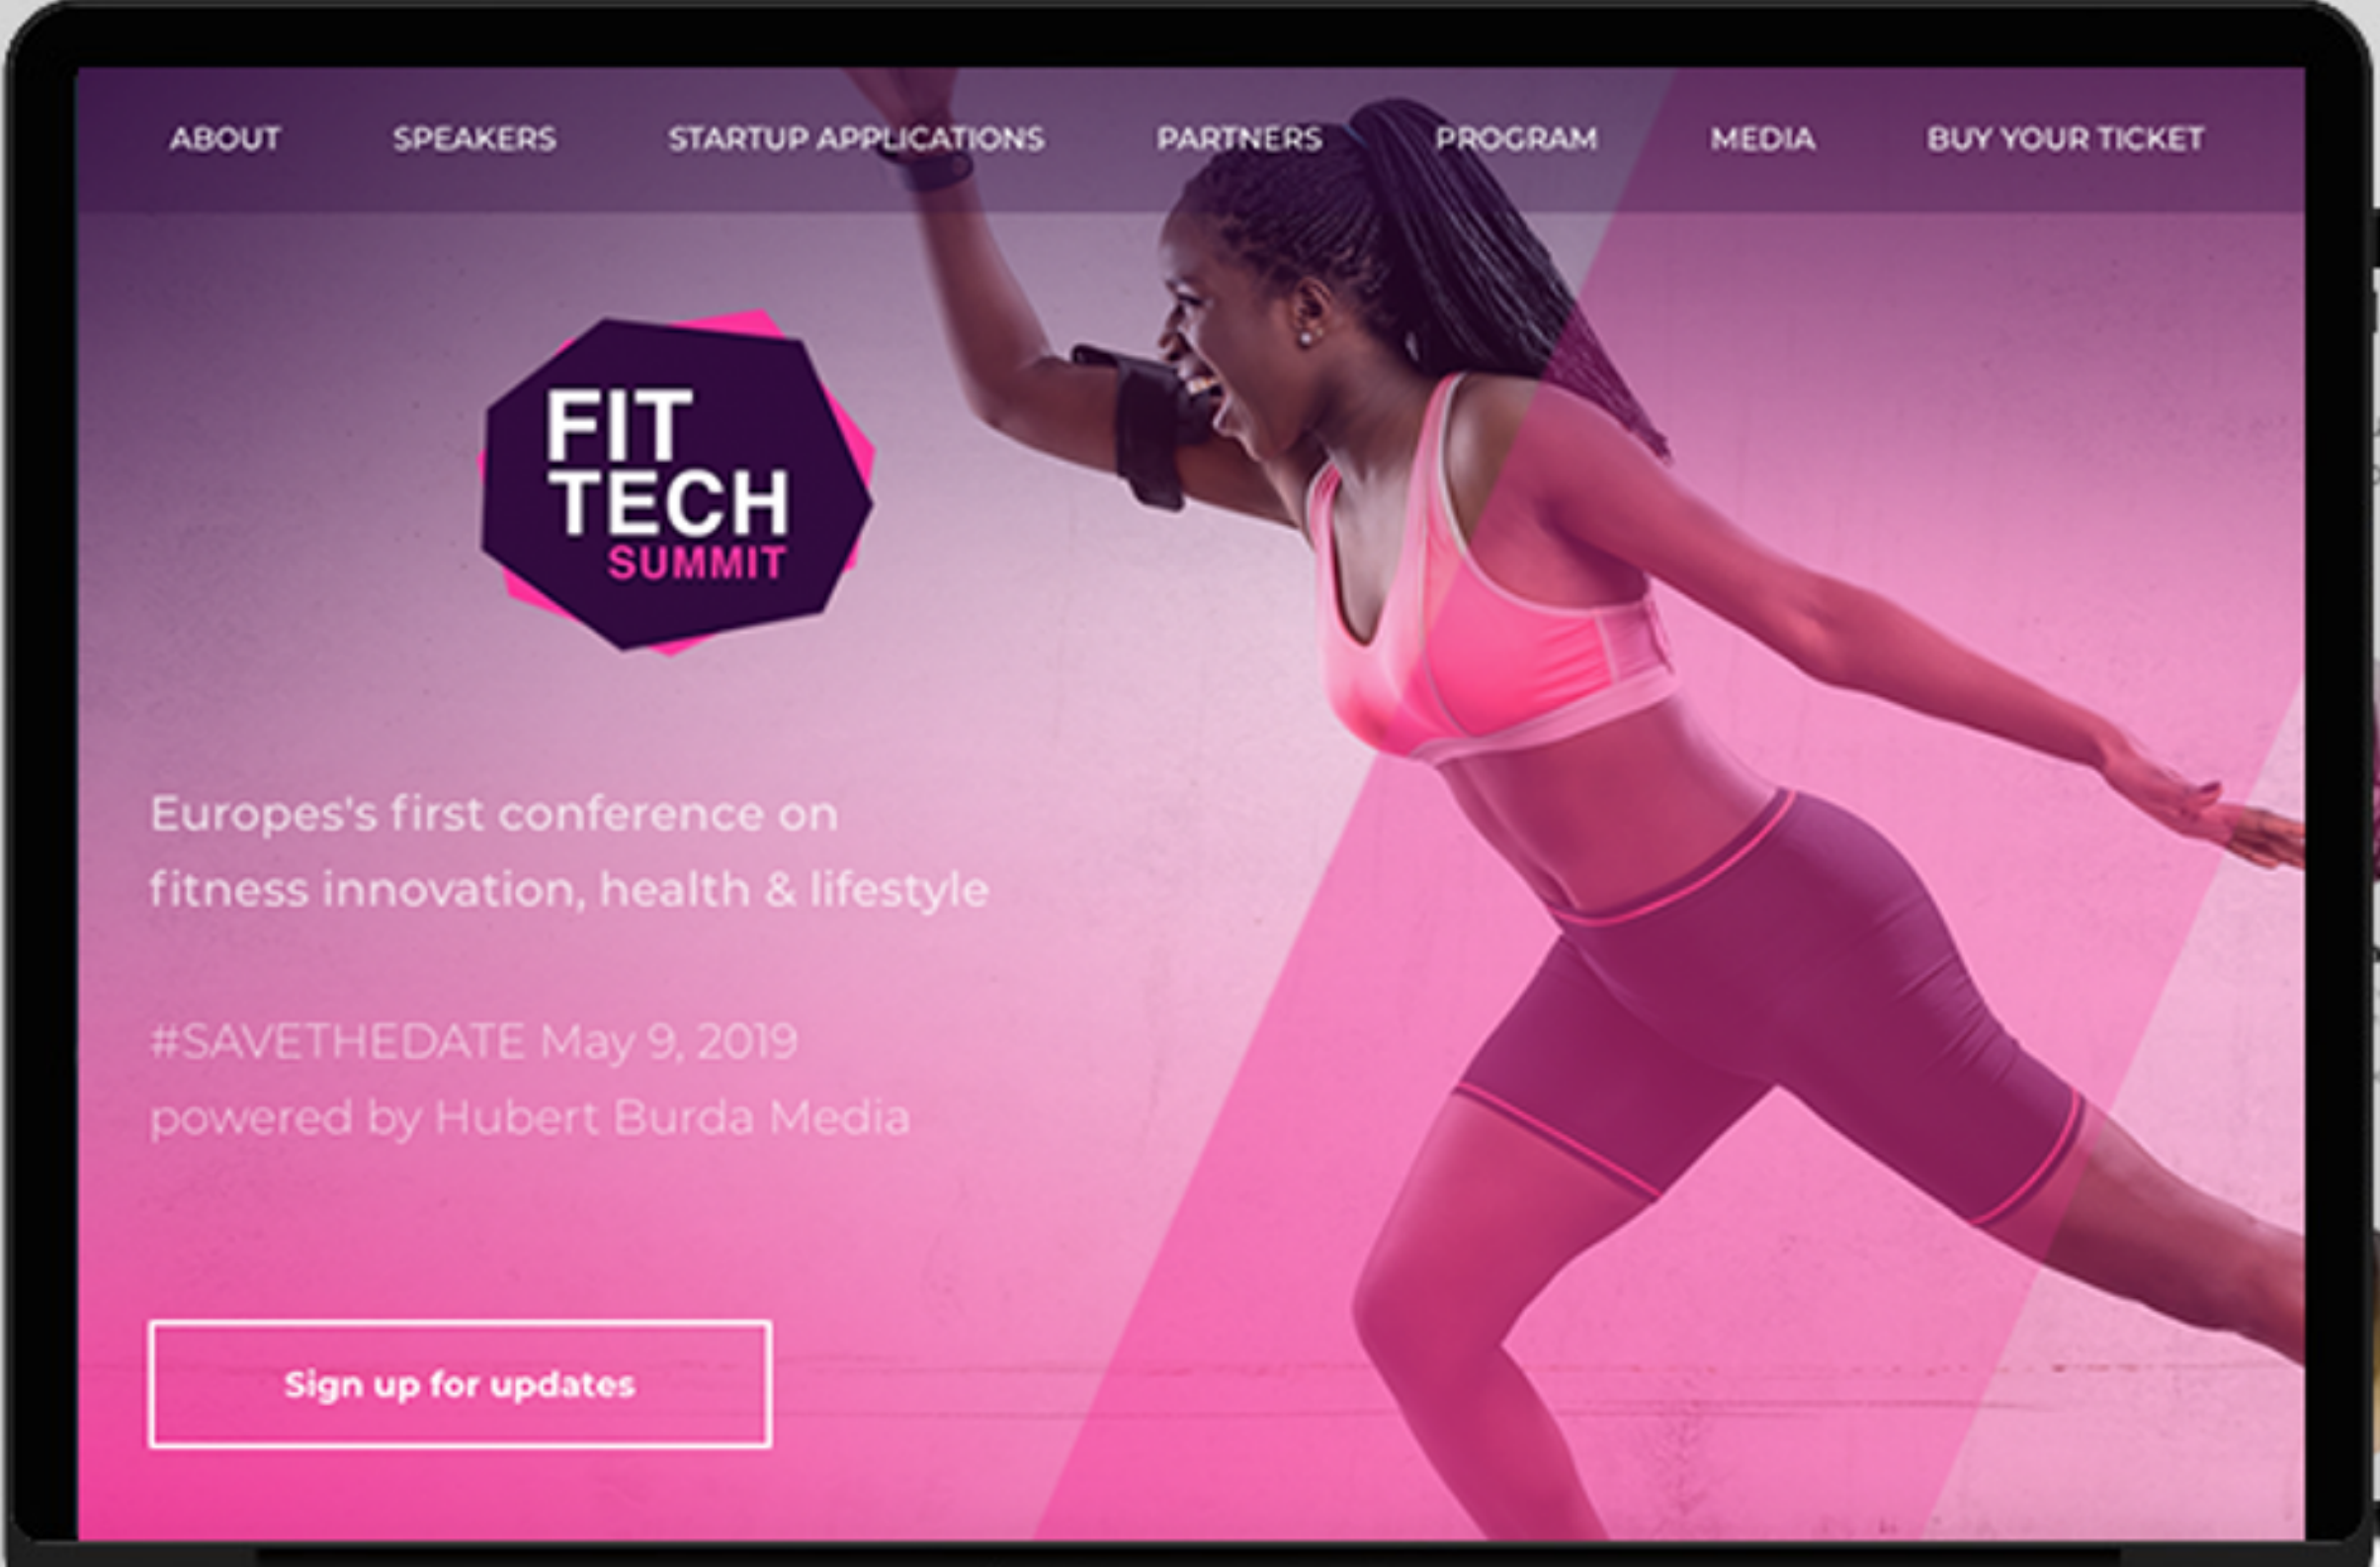 ABOUT SPEAKERS STARTUP APPLICATIONS PARTNERS PROGRAM MEDIA BUY YOUR TICKET
FIT
TECH
SUMMIT
Europes's first conference on
fitness innovation, health & lifestyle
#SAVETHEDATE May 9, 2019
powered by Hubert Burda Media
Sign up for updates